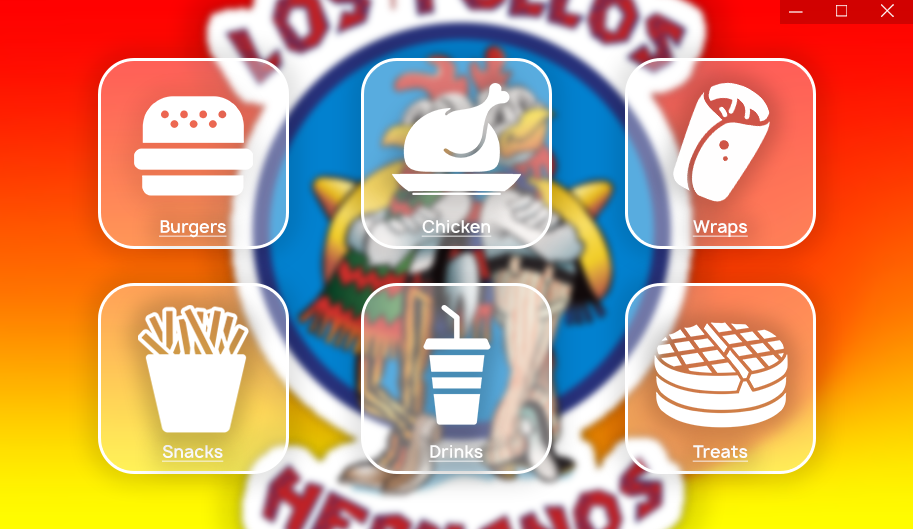 LOS POLLOS
Burgers
Chicken
Wraps
Snacks
Drinks
Treats
HERMANOS